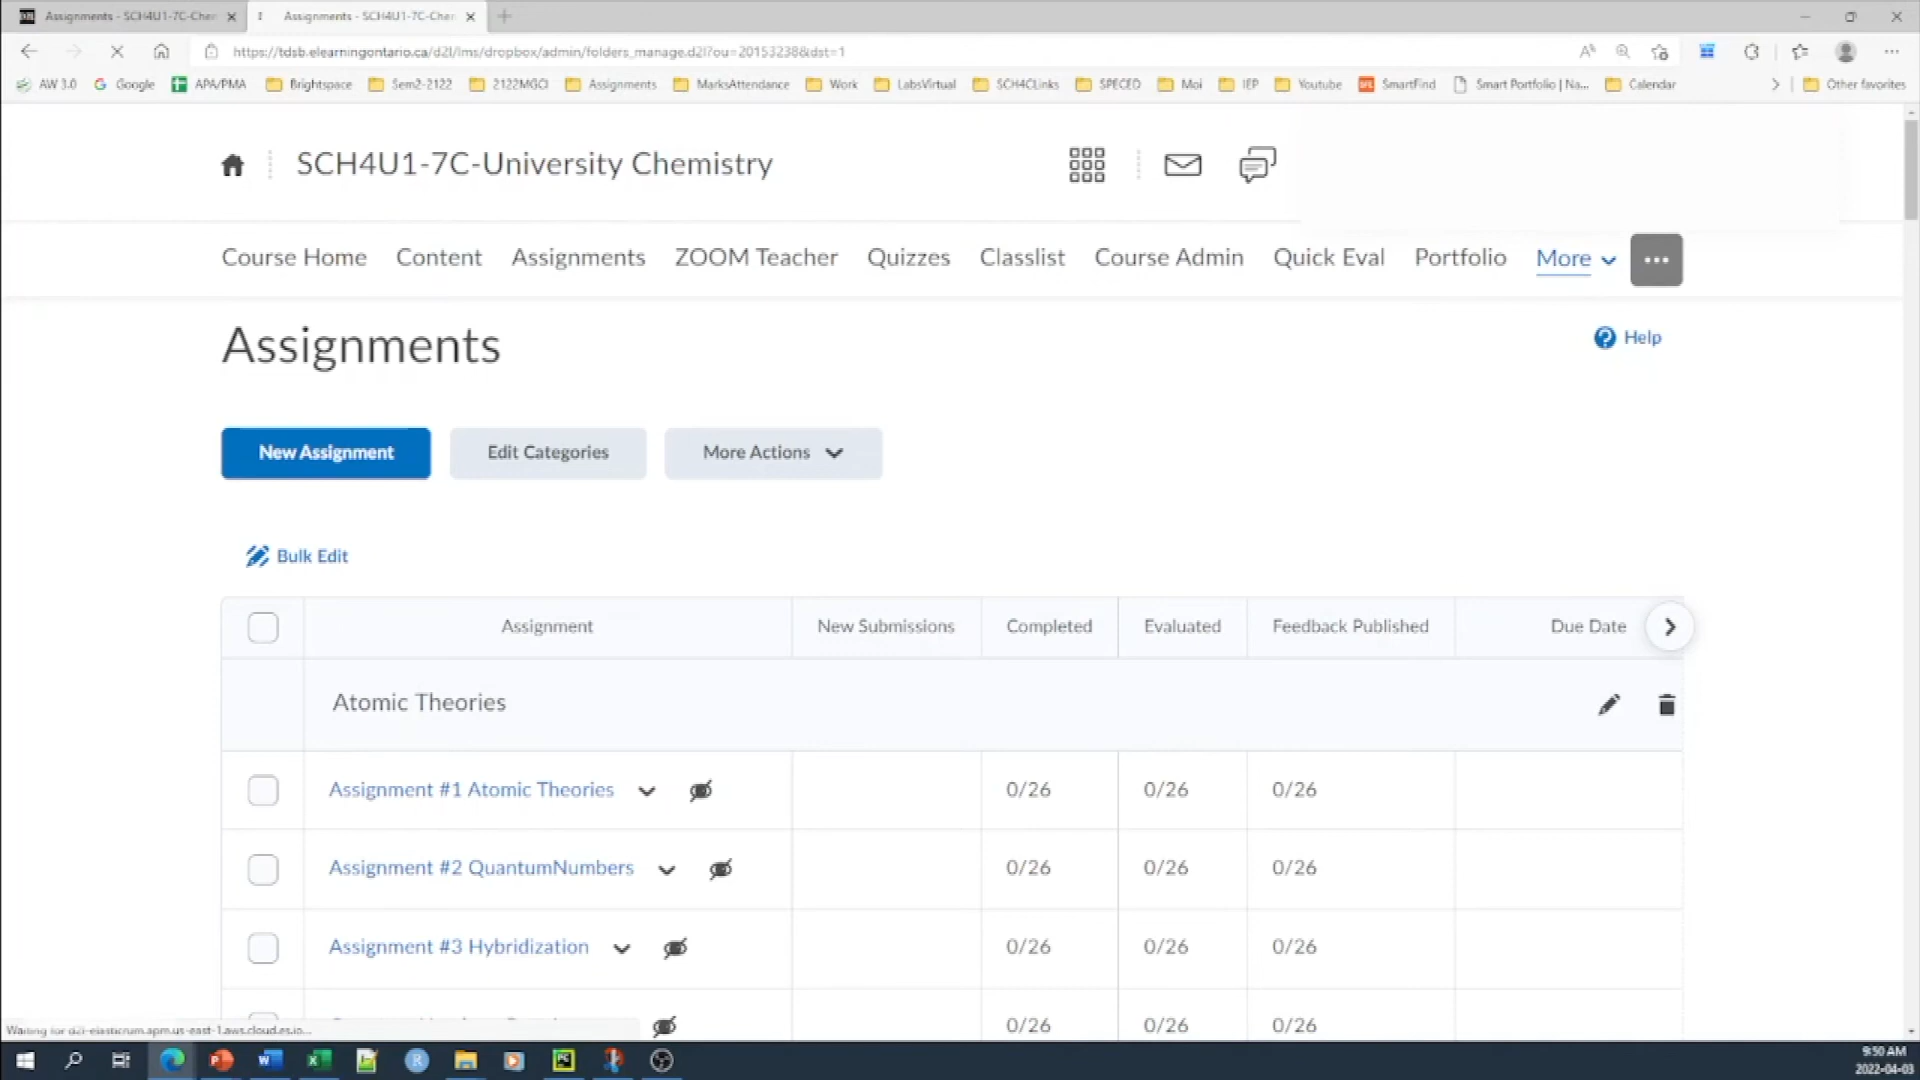 Assignments - SCH4U1-7C-Chem
Assignments - SCH4U1-7C-Chem
https://tdsb.elearningontario.ca/d2l/lms/dropbox/admin/folders_manage.d2l?ou=20153238&dst=1
AW 3.0 Google APA/PMA Brightspace Sem2-2122 2122MGCI Assignments MarksAttendance Work LabsVirtual SCH4CLinks SPECED Moi IEP Youtube SmartFind Smart Portfolio | Na... Calendar Other favorites
SCH4U1-7C-University Chemistry
Course Home Content Assignments ZOOM Teacher Quizzes Classlist Course Admin Quick Eval Portfolio More
Assignments
Help
New Assignment Edit Categories More Actions
Bulk Edit
Assignment New Submissions Completed Evaluated Feedback Published Due Date
Atomic Theories
Assignment #1 Atomic Theories 0/26 0/26 0/26
Assignment #2 QuantumNumbers 0/26 0/26 0/26
Assignment #3 Hybridization 0/26 0/26 0/26
0/26 0/26 0/26
Waiting for d2l-elasticrum.apm.us-east-1.aws.cloud.es.io...
9:50 AM
2022-04-03